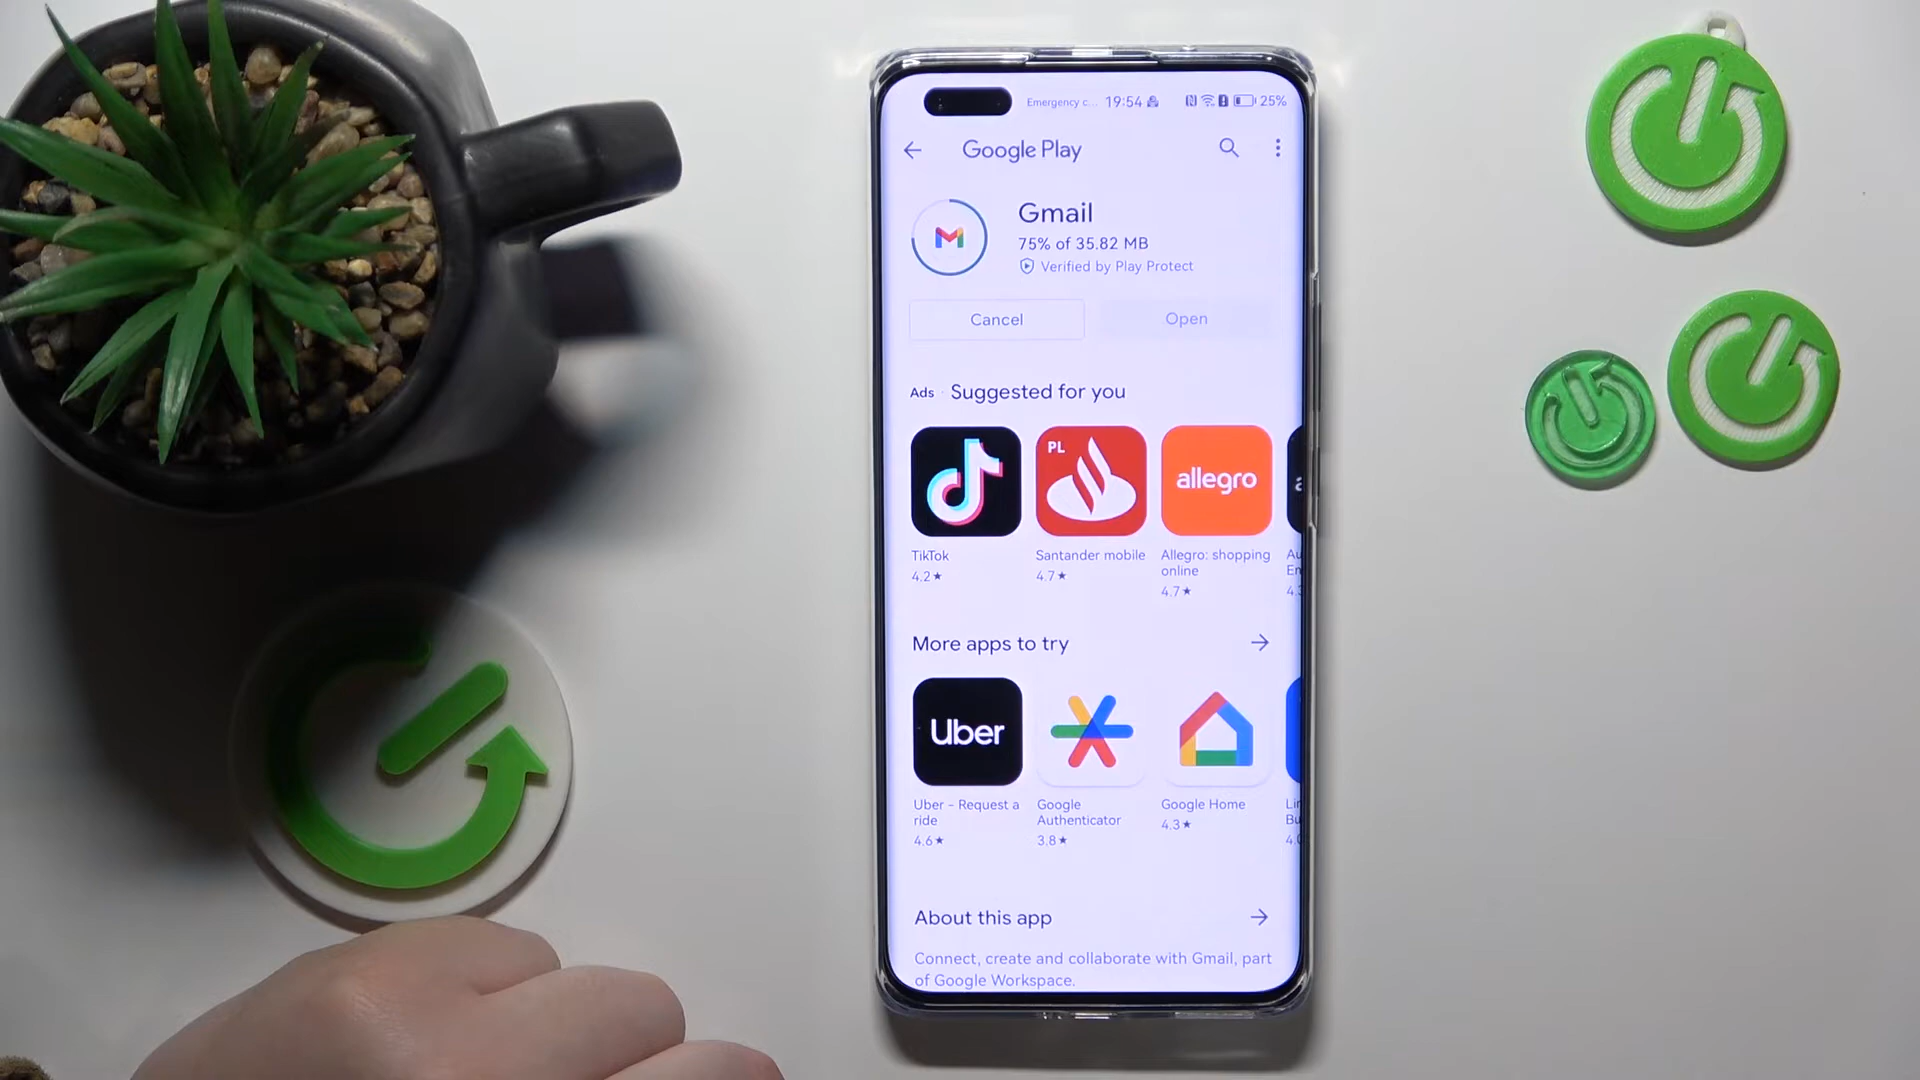 Emergency c... 19:54 25%
Google Play
Gmail
75% of 35.82 MB
Verified by Play Protect
Cancel Open
Ads · Suggested for you
PL
allegro
TikTok Santander mobile Allegro: shopping online
4.2★ 4.7★ 4.7★
More apps to try
Uber
Uber - Request a ride
4.6★
Google Authenticator
3.8★
Google Home
4.3★
About this app
Connect, create and collaborate with Gmail, part
of Google Workspace.